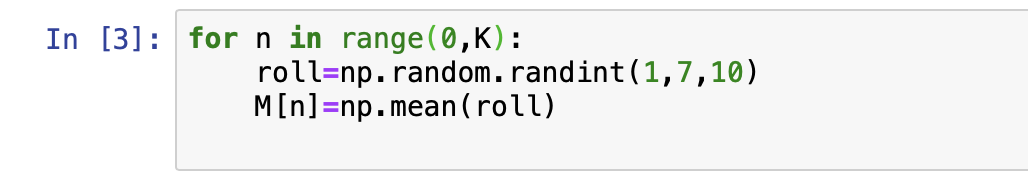 In [3]: for n in range(0,K):
    roll=np.random.randint(1,7,10)
    M[n]=np.mean(roll)